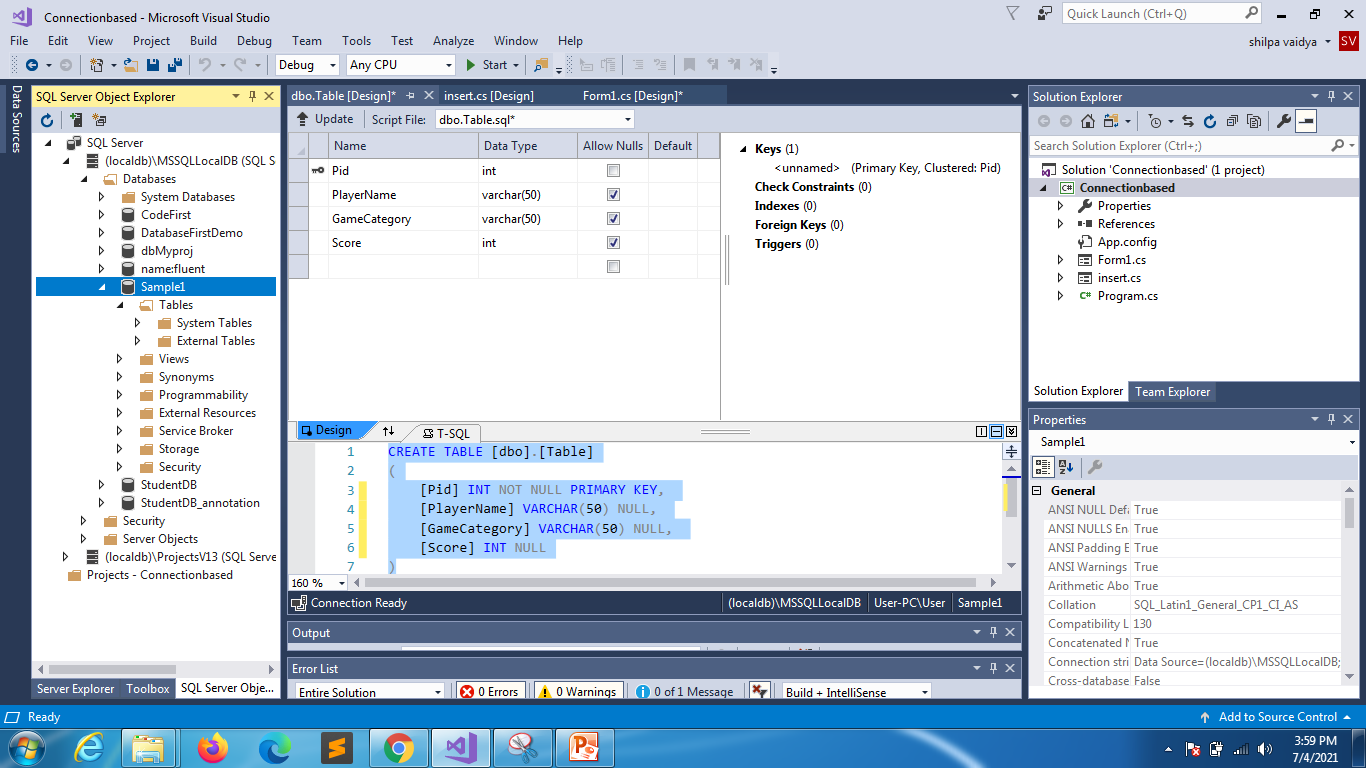 Connectionbased - Microsoft Visual Studio
Quick Launch (Ctrl+Q)
File Edit View Project Build Debug Team Tools Test Analyze Window Help
shilpa vaidya SV
Debug Any CPU Start
Data Sources
SQL Server Object Explorer
SQL Server
(localdb)\MSSQLLocalDB (SQL S
Databases
System Databases
CodeFirst
DatabaseFirstDemo
dbMyproj
name:fluent
Sample1
Tables
System Tables
External Tables
Views
Synonyms
Programmability
External Resources
Service Broker
Storage
Security
StudentDB
StudentDB_annotation
Security
Server Objects
(localdb)\ProjectsV13 (SQL Serve
Projects - Connectionbased
Server Explorer Toolbox SQL Server Obje...
dbo.Table [Design]* insert.cs [Design] Form1.cs [Design]*
Update Script File: dbo.Table.sql*
Name Data Type Allow Nulls Default
Pid int
PlayerName varchar(50)
GameCategory varchar(50)
Score int
Keys (1)
<unnamed> (Primary Key, Clustered: Pid)
Check Constraints (0)
Indexes (0)
Foreign Keys (0)
Triggers (0)
Design T-SQL
1 CREATE TABLE [dbo].[Table]
2 (
3 [Pid] INT NOT NULL PRIMARY KEY,
4 [PlayerName] VARCHAR(50) NULL,
5 [GameCategory] VARCHAR(50) NULL,
6 [Score] INT NULL
7 )
160 %
Connection Ready (localdb)\MSSQLLocalDB User-PC\User Sample1
Output
Error List
Entire Solution 0 Errors 0 Warnings 0 of 1 Message Build + IntelliSense
Solution Explorer
Search Solution Explorer (Ctrl+;)
Solution 'Connectionbased' (1 project)
C# Connectionbased
Properties
References
App.config
Form1.cs
insert.cs
C# Program.cs
Solution Explorer Team Explorer
Properties
Sample1
General
ANSI NULL Defa True
ANSI NULLS En True
ANSI Padding E True
ANSI Warnings True
Arithmetic Abo True
Collation SQL_Latin1_General_CP1_CI_AS
Compatibility L 130
Concatenated N True
Connection stri Data Source=(localdb)\MSSQLLocalDB;
Cross-database False
Ready Add to Source Control
3:59 PM
7/4/2021